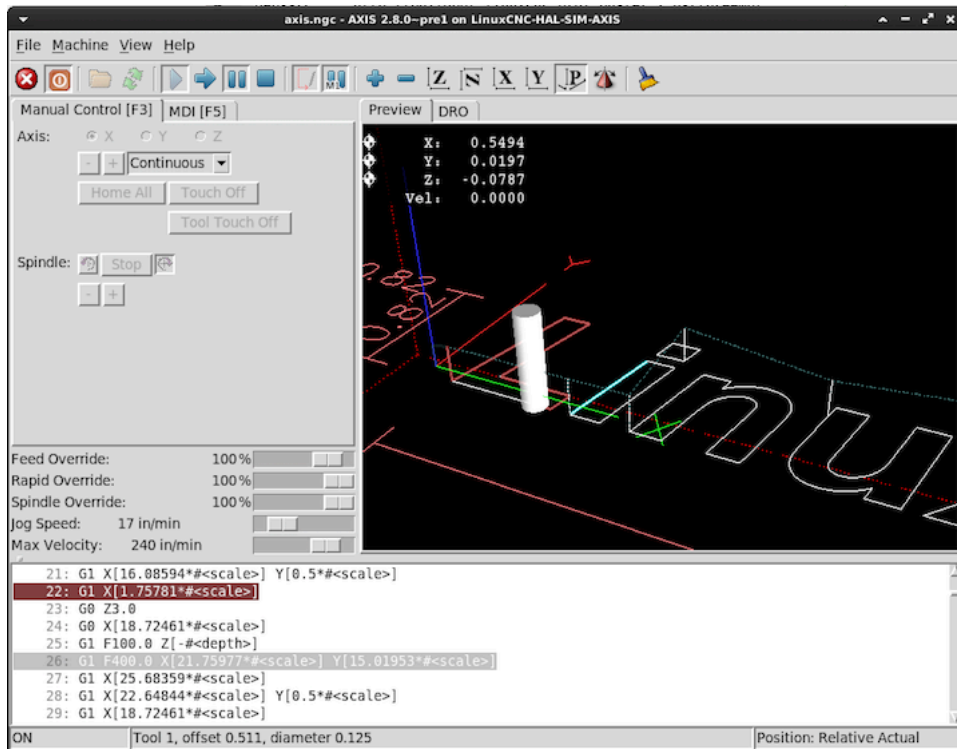 axis.ngc - AXIS 2.8.0~pre1 on LinuxCNC-HAL-SIM-AXIS
File Machine View Help
Z N X Y P
Manual Control [F3] MDI [F5]
Preview DRO
Axis: X Y Z
- + Continuous
Home All Touch Off
Tool Touch Off
Spindle: Stop
- +
X: 0.5494
Y: 0.0197
Z: -0.0787
Vel: 0.0000
Y
X
Linu
Feed Override: 100%
Rapid Override: 100%
Spindle Override: 100%
Jog Speed: 17 in/min
Max Velocity: 240 in/min
21: G1 X[16.08594*#<scale>] Y[0.5*#<scale>]
22: G1 X[1.75781*#<scale>]
23: G0 Z3.0
24: G0 X[18.72461*#<scale>]
25: G1 F100.0 Z[-#<depth>]
26: G1 F400.0 X[21.75977*#<scale>] Y[15.01953*#<scale>]
27: G1 X[25.68359*#<scale>]
28: G1 X[22.64844*#<scale>] Y[0.5*#<scale>]
29: G1 X[18.72461*#<scale>]
ON Tool 1, offset 0.511, diameter 0.125 Position: Relative Actual